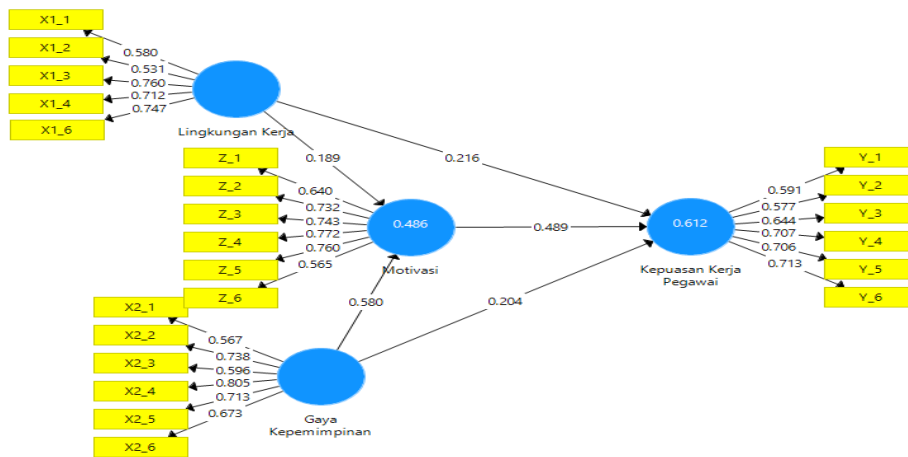 X1_1
X1_2
X1_3
X1_4
X1_6
0.580
0.531
0.760
0.712
0.747
Lingkungan Kerja
0.189
0.216
Z_1
Z_2
Z_3
Z_4
Z_5
Z_6
0.640
0.732
0.743
0.772
0.760
0.565
0.486
Motivasi
0.489
0.612
Kepuasan Kerja
Pegawai
0.591
0.577
0.644
0.707
0.706
0.713
Y_1
Y_2
Y_3
Y_4
Y_5
Y_6
0.580
0.204
X2_1
X2_2
X2_3
X2_4
X2_5
X2_6
0.567
0.738
0.596
0.805
0.713
0.673
Gaya
Kepemimpinan